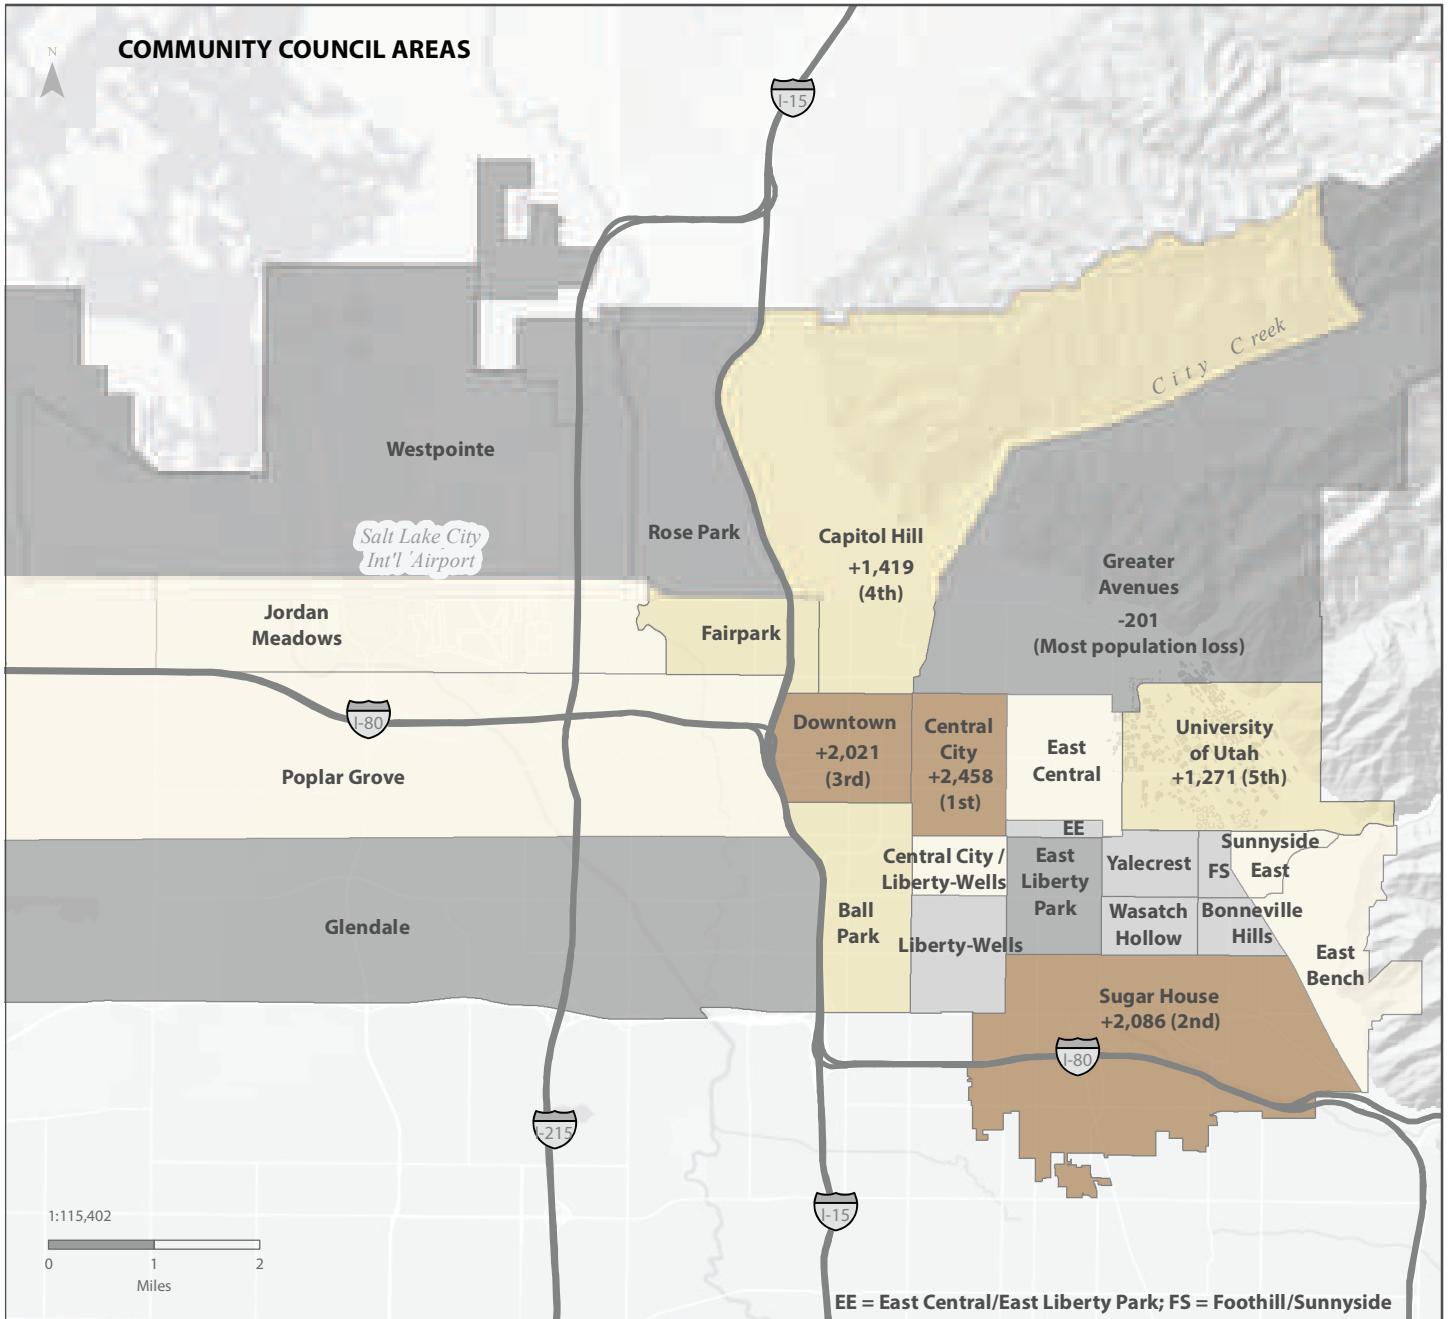 N
COMMUNITY COUNCIL AREAS
I-15
City Creek
Westpointe
Salt Lake City
Int'l Airport
Rose Park
Capitol Hill
+1,419
(4th)
Greater
Avenues
-201
(Most population loss)
Jordan
Meadows
Fairpark
I-80
Poplar Grove
Downtown
+2,021
(3rd)
Central
City
+2,458
(1st)
East
Central
University
of Utah
+1,271 (5th)
EE
Central City /
Liberty-Wells
East
Liberty
Park
Yalecrest
FS
Sunnyside
East
Glendale
Ball
Park
Liberty-Wells
Wasatch
Hollow
Bonneville
Hills
East
Bench
Sugar House
+2,086 (2nd)
I-80
I-215
I-15
1:115,402
0 1 2
Miles
EE = East Central/East Liberty Park; FS = Foothill/Sunnyside